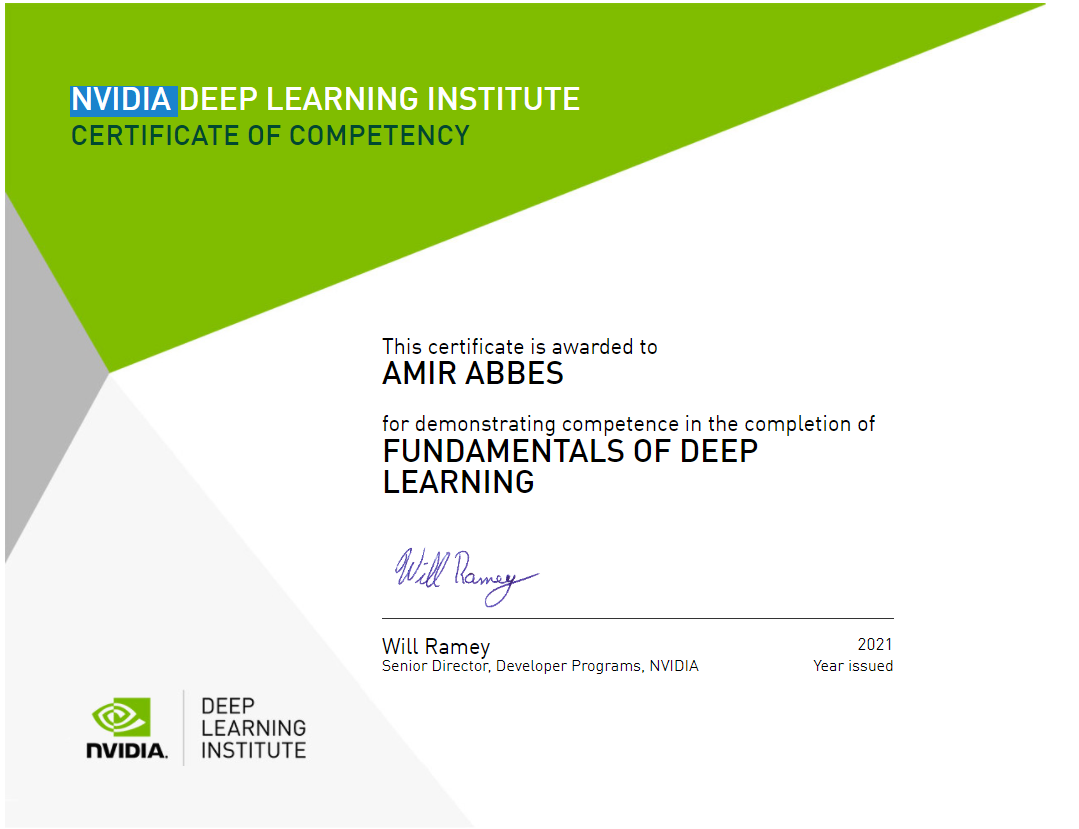 NVIDIA DEEP LEARNING INSTITUTE
CERTIFICATE OF COMPETENCY
This certificate is awarded to
AMIR ABBES
for demonstrating competence in the completion of
FUNDAMENTALS OF DEEP
LEARNING
Will Ramey
Will Ramey
Senior Director, Developer Programs, NVIDIA
2021
Year issued
NVIDIA.
DEEP
LEARNING
INSTITUTE